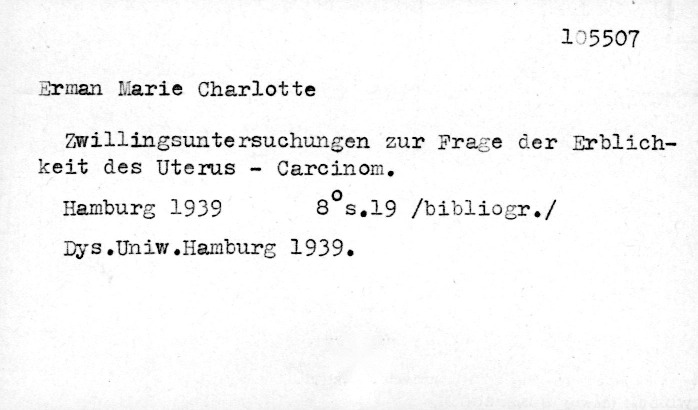 105507
Erman Marie Charlotte
Zwillingsuntersuchungen zur Frage der Erblich-
keit des Uterus - Carcinom.
Hamburg 1939 8°s.19 /bibliogr./
Dys.Uniw.Hamburg 1939.